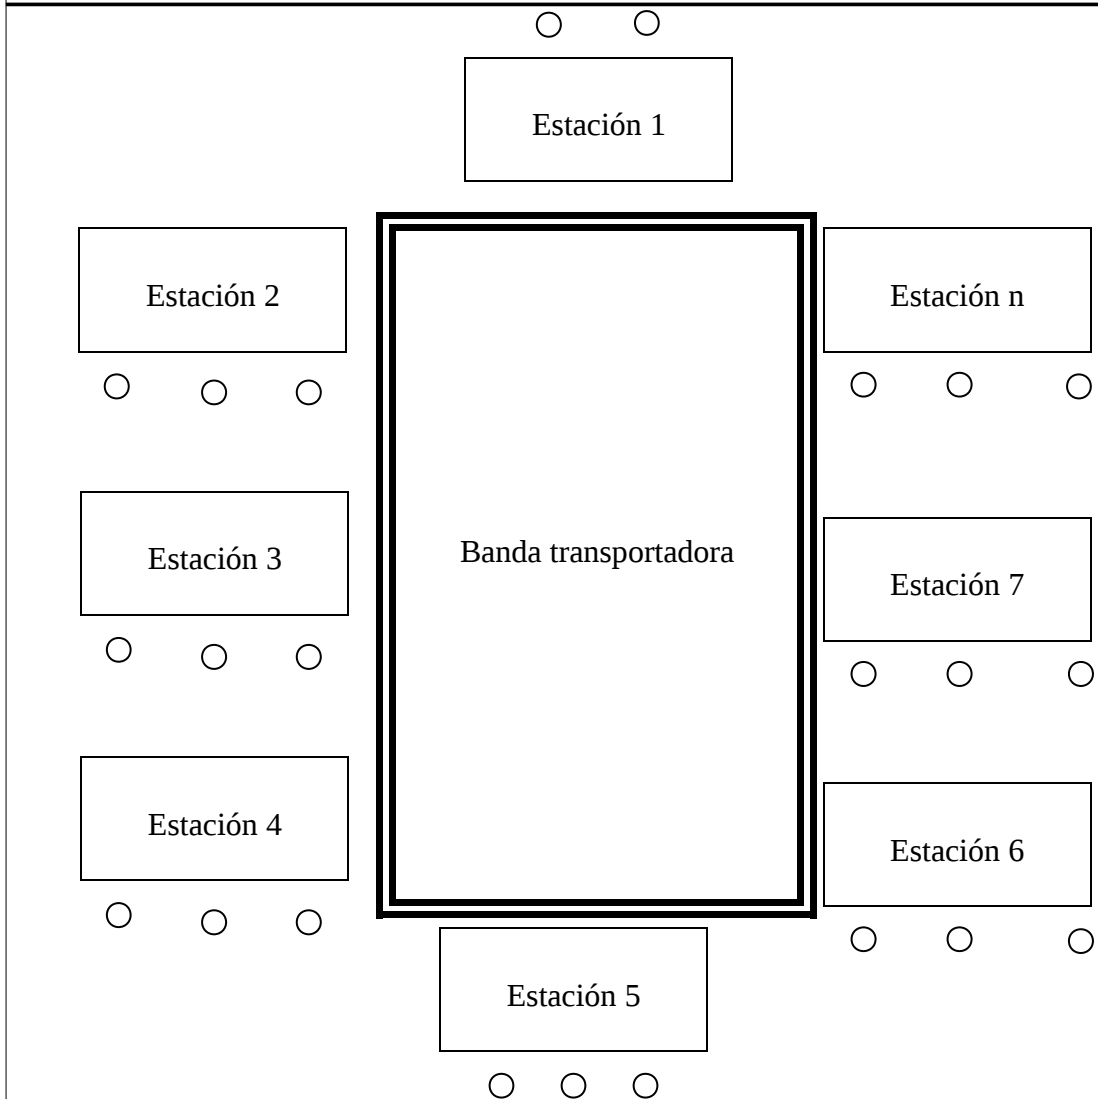 Estación 1
Estación 2
Estación n
Banda transportadora
Estación 3
Estación 7
Estación 4
Estación 6
Estación 5